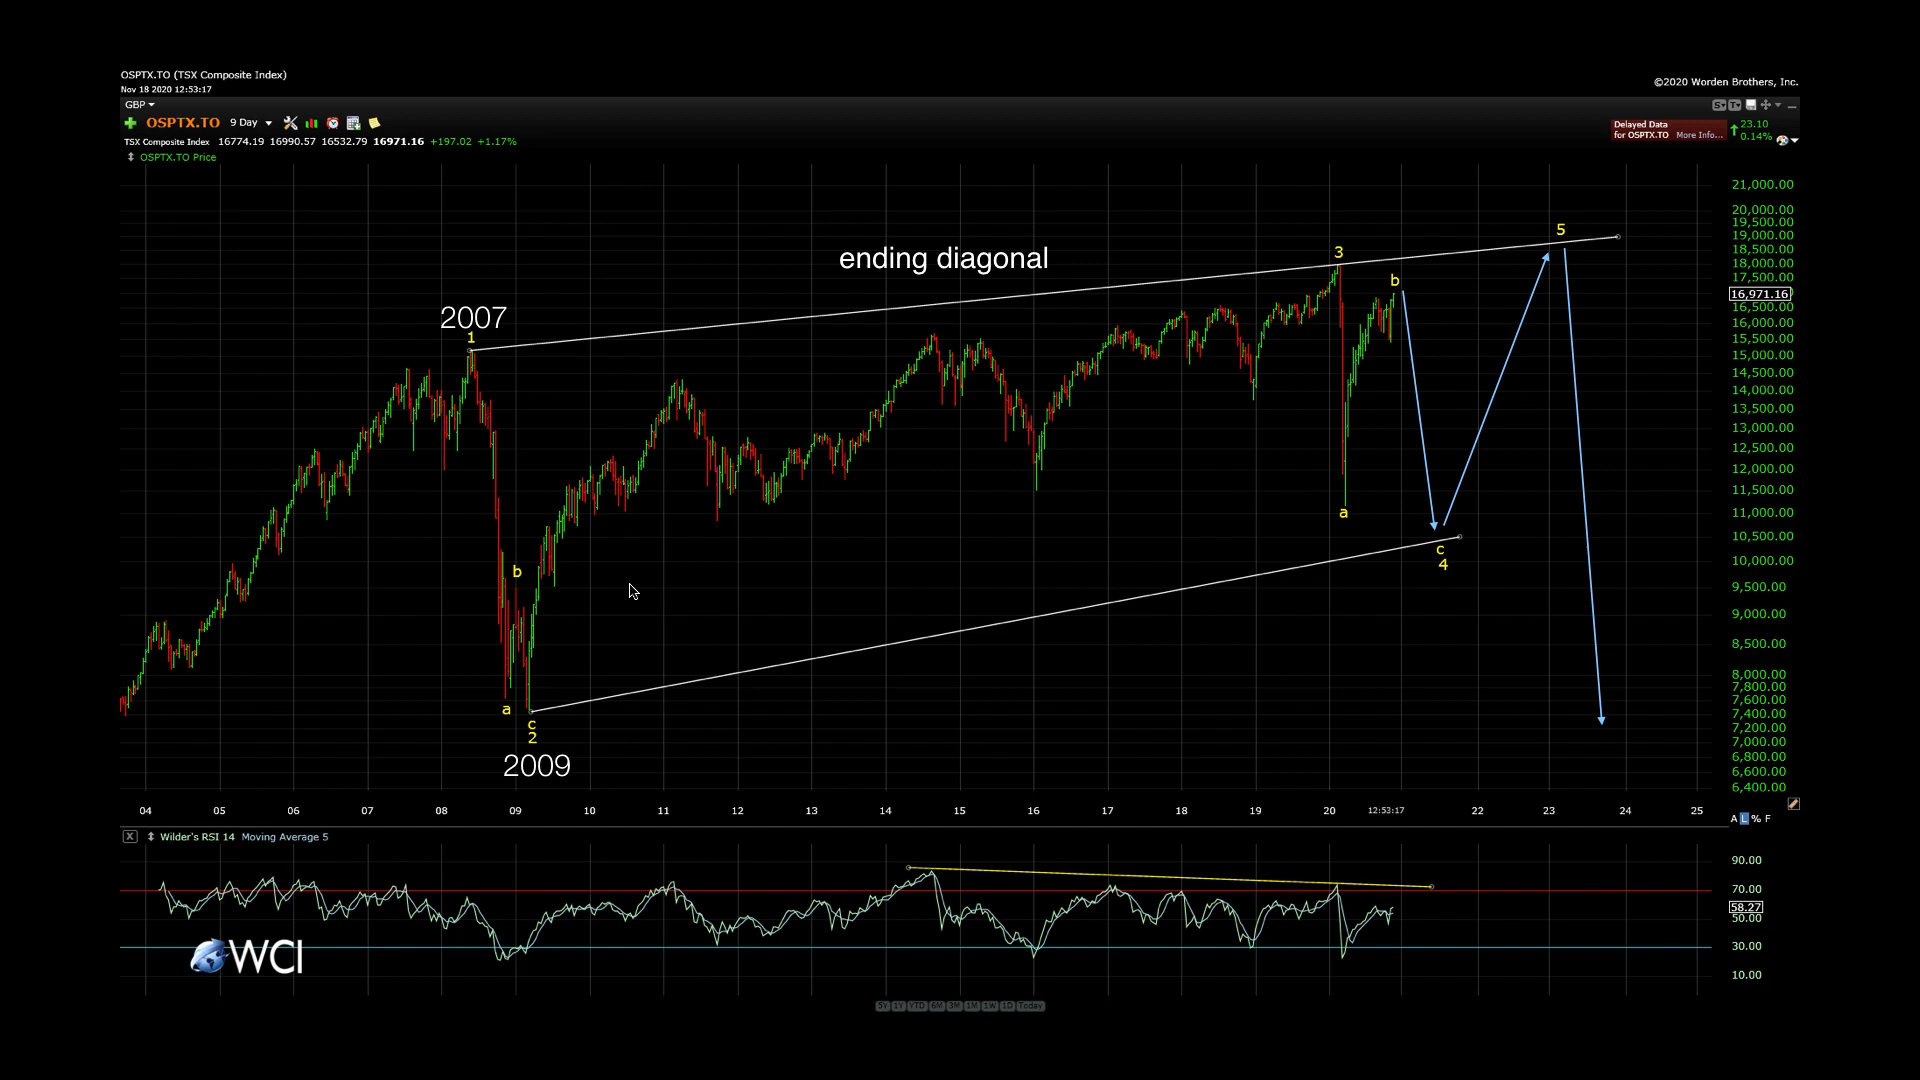 OSPTX.TO (TSX Composite Index)
Nov 18 2020 12:53:17
©2020 Worden Brothers, Inc.
GBP
OSPTX.TO 9 Day
Delayed Data
for OSPTX.TO More Info...
23.10
0.14%
TSX Composite Index 16774.19 16990.57 16532.79 16971.16 +197.02 +1.17%
OSPTX.TO Price
21,000.00
20,000.00
19,500.00
19,000.00
18,500.00
18,000.00
17,500.00
16,971.16
16,500.00
16,000.00
15,500.00
15,000.00
14,500.00
14,000.00
13,500.00
13,000.00
12,500.00
12,000.00
11,500.00
11,000.00
10,500.00
10,000.00
9,500.00
9,000.00
8,500.00
8,000.00
7,800.00
7,600.00
7,400.00
7,200.00
7,000.00
6,800.00
6,600.00
6,400.00
5
3
ending diagonal
b
2007
1
a
c
4
b
a
c
2
2009
04 05 06 07 08 09 10 11 12 13 14 15 16 17 18 19 20 12:53:17 22 23 24 25
A L % F
X Wilder's RSI 14 Moving Average 5
90.00
70.00
58.27
50.00
30.00
10.00
WCI
5Y 1Y YTD 6M 3M 1M 1W 1D Today